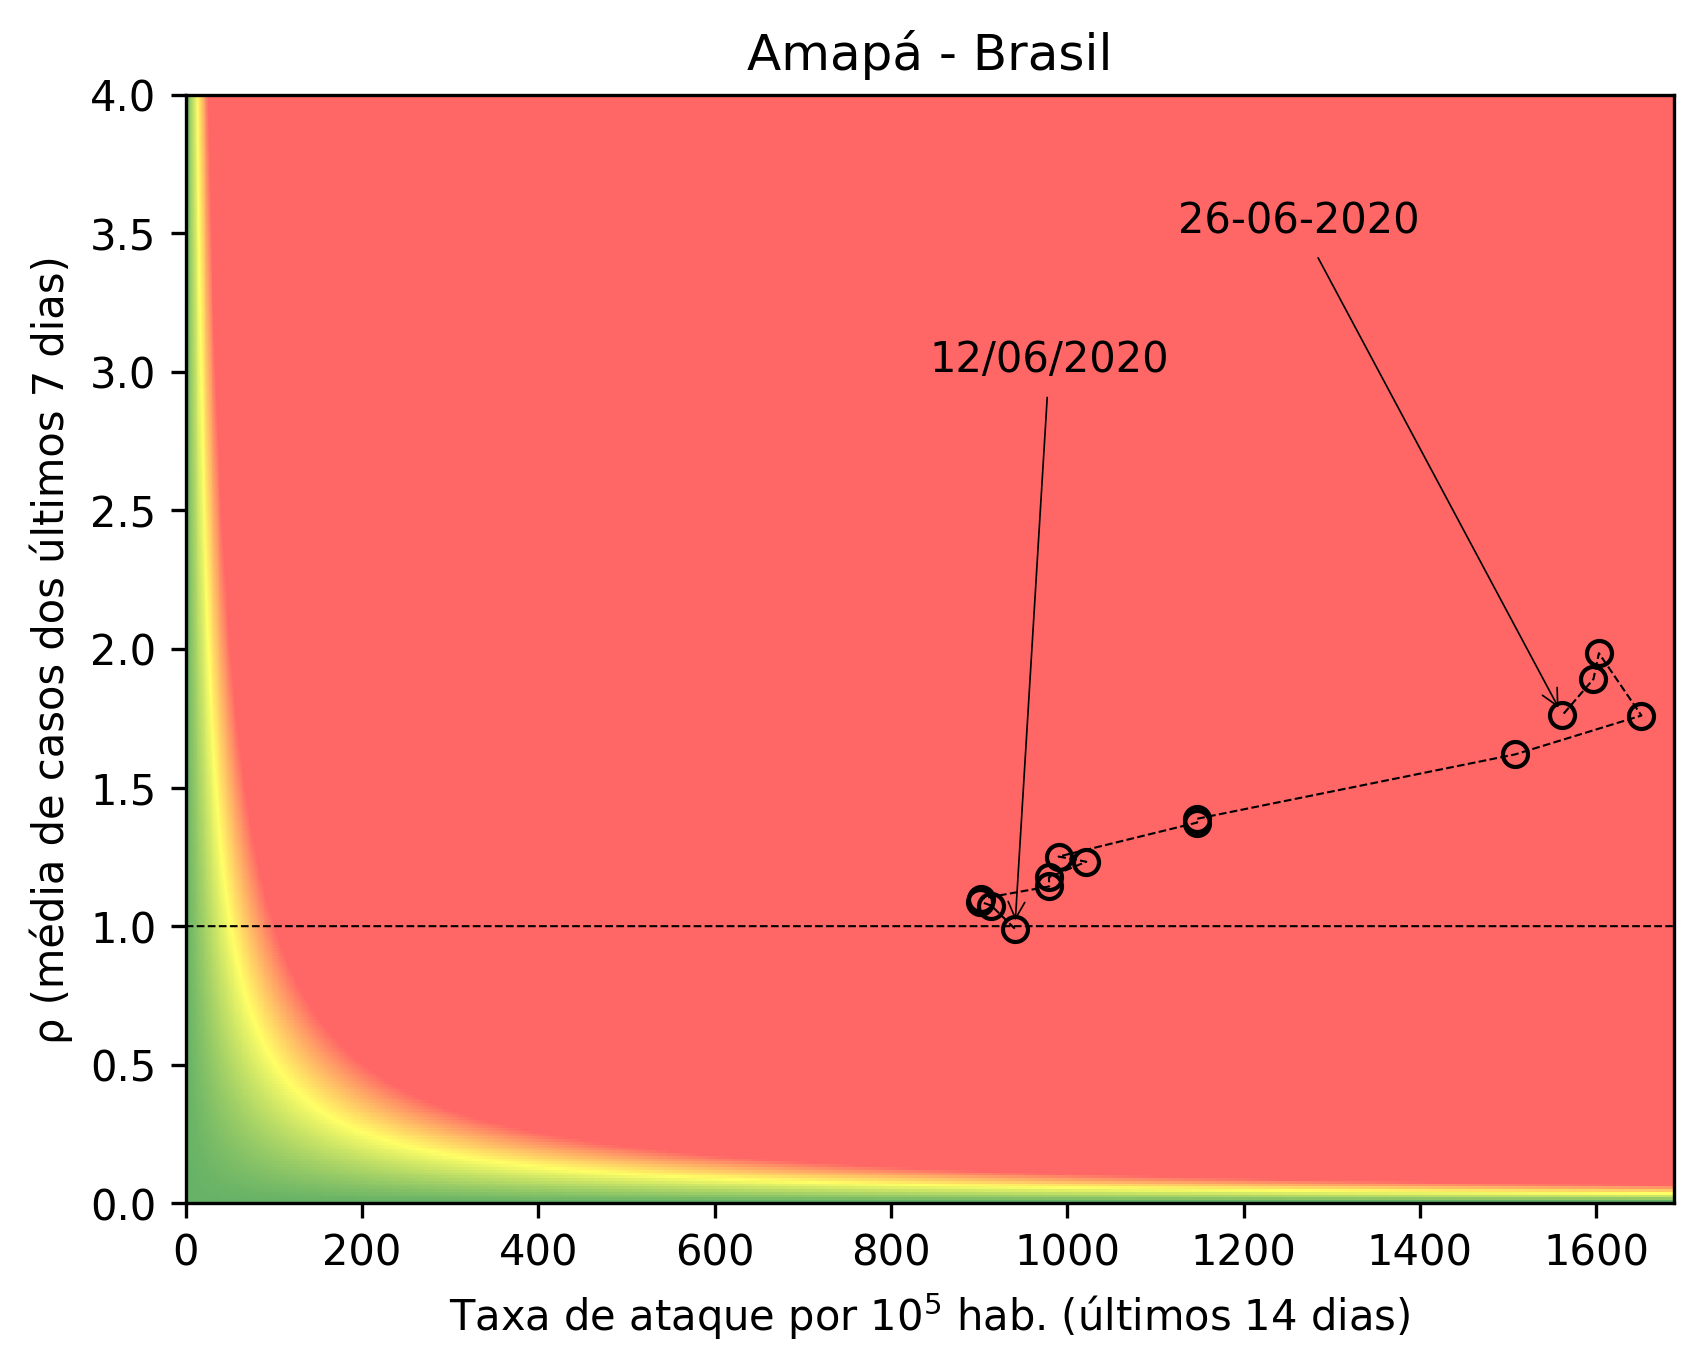 Amapá - Brasil
4.0
3.5
3.0
2.5
2.0
1.5
1.0
0.5
0.0
ρ (média de casos dos últimos 7 dias)
26-06-2020
12/06/2020
0 200 400 600 800 1000 1200 1400 1600
Taxa de ataque por 10⁵ hab. (últimos 14 dias)